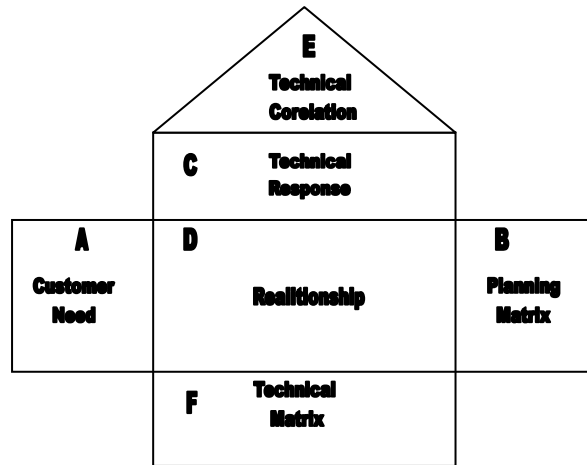 E
Technical
Corelation
C
Technical
Response
A
Customer
Need
D
Realitionship
B
Planning
Matrix
F
Technical
Matrix